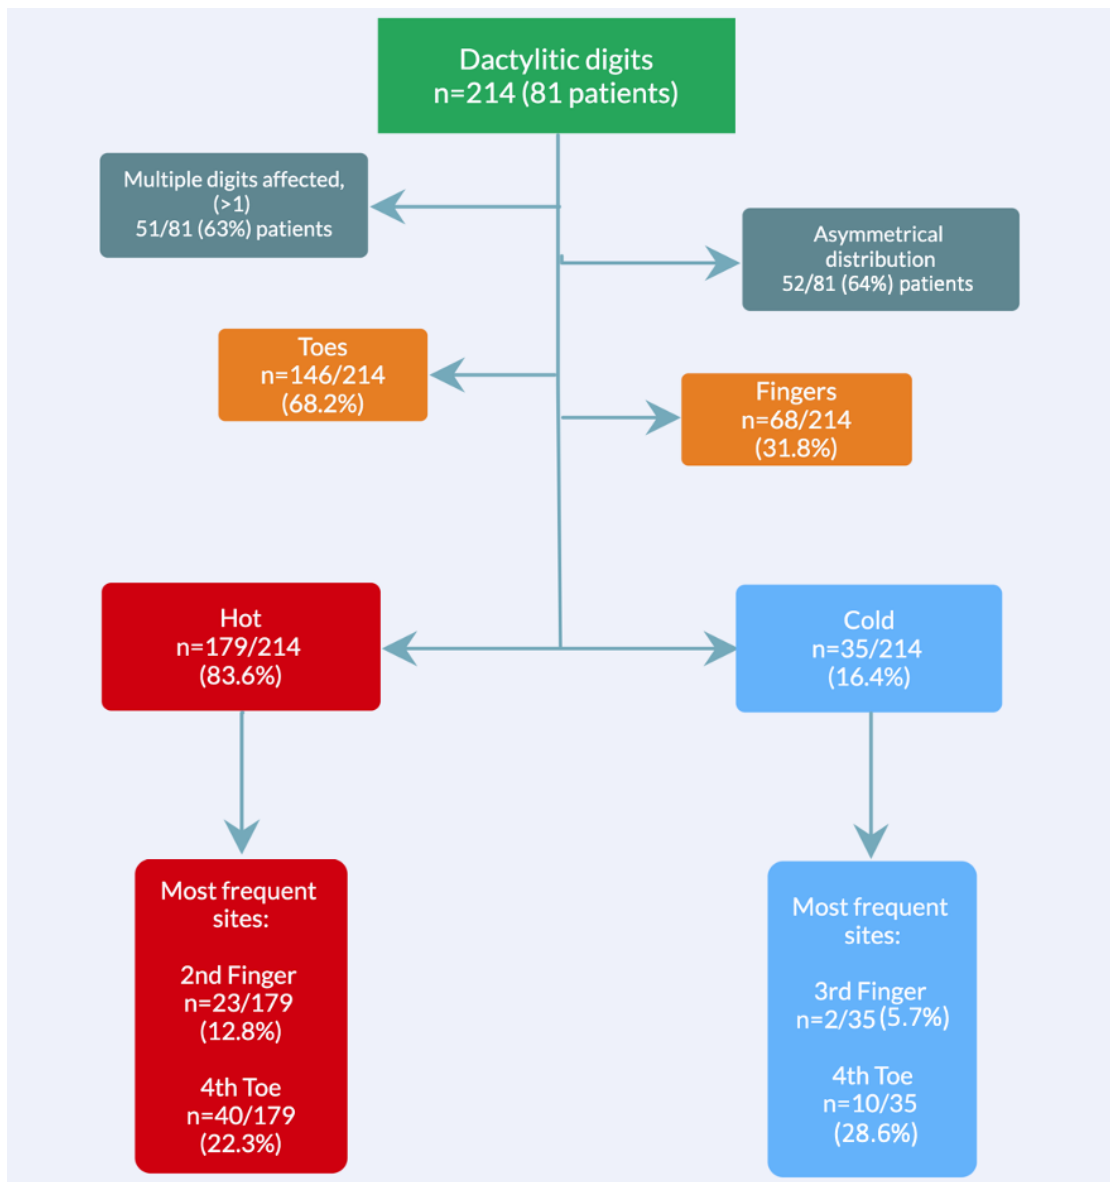 Dactylitic digits
n=214 (81 patients)
Multiple digits affected,
(>1)
51/81 (63%) patients
Asymmetrical
distribution
52/81 (64%) patients
Toes
n=146/214
(68.2%)
Fingers
n=68/214
(31.8%)
Hot
n=179/214
(83.6%)
Cold
n=35/214
(16.4%)
Most frequent
sites:
2nd Finger
n=23/179
(12.8%)
4th Toe
n=40/179
(22.3%)
Most frequent
sites:
3rd Finger
n=2/35 (5.7%)
4th Toe
n=10/35
(28.6%)